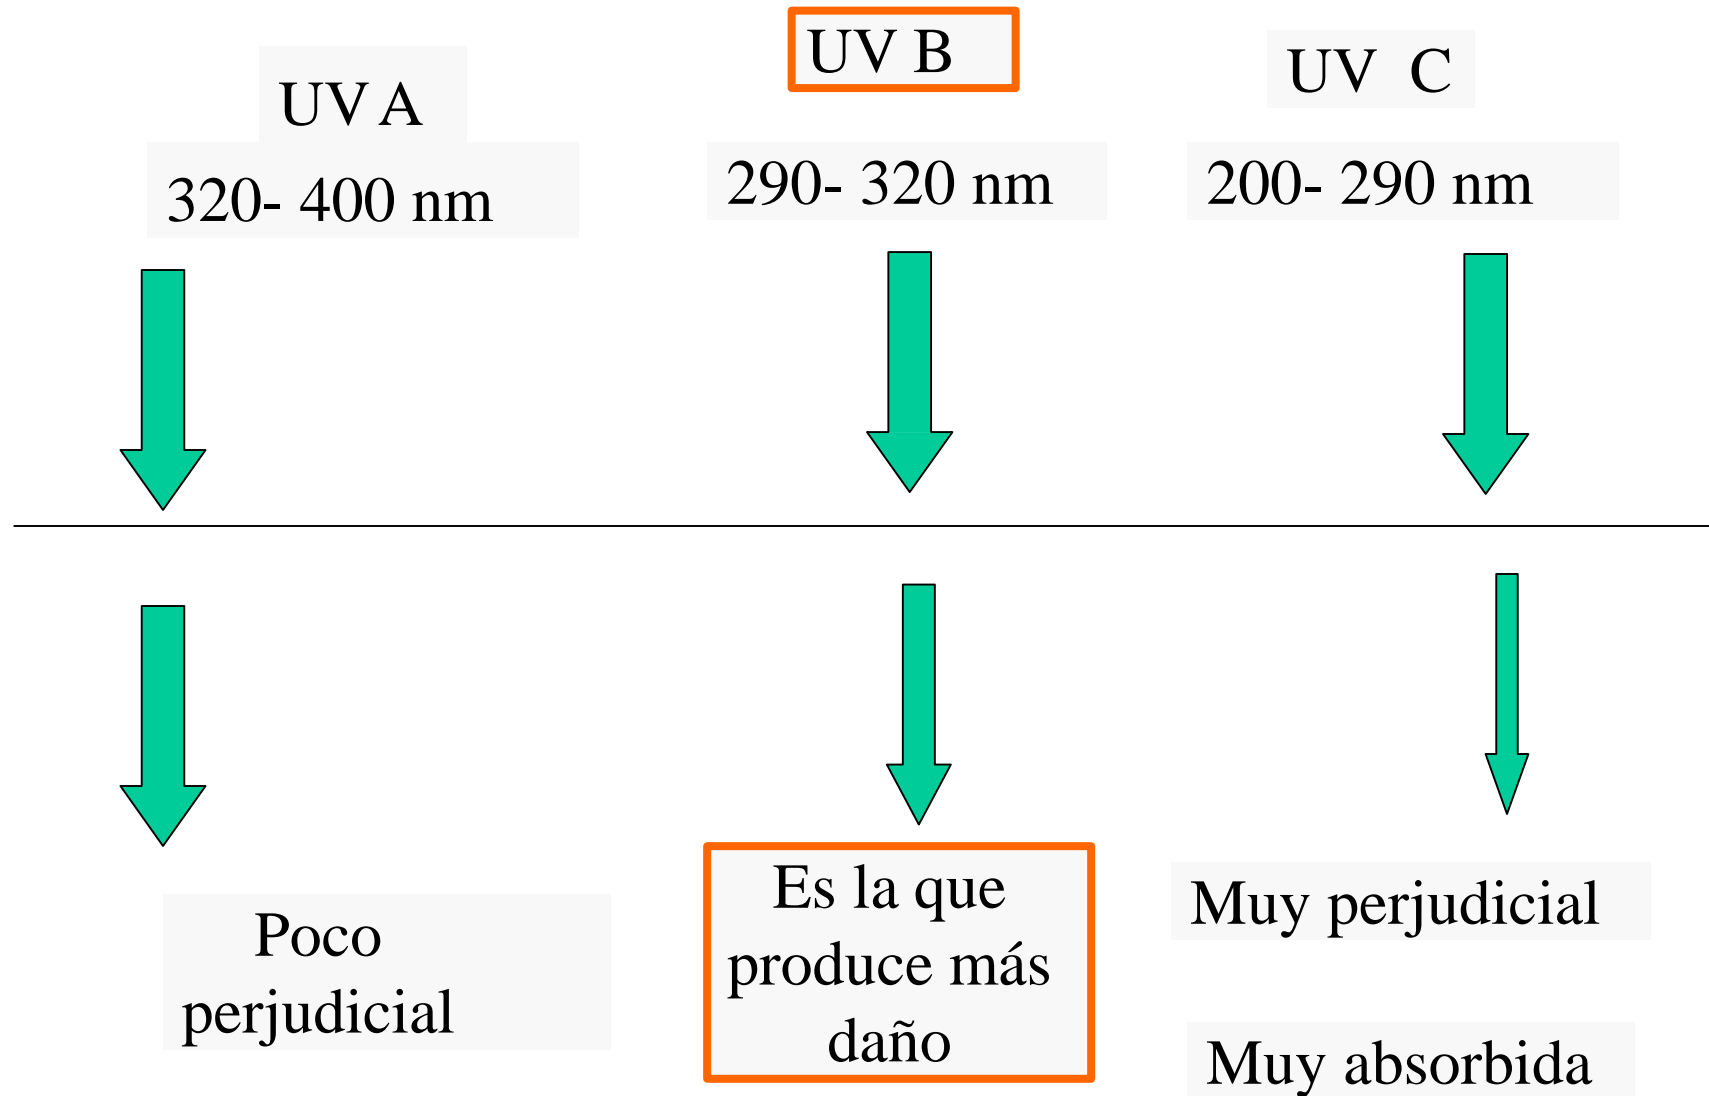 UV A
320- 400 nm
UV B
290- 320 nm
UV C
200- 290 nm
Poco
perjudicial
Es la que
produce más
daño
Muy perjudicial
Muy absorbida